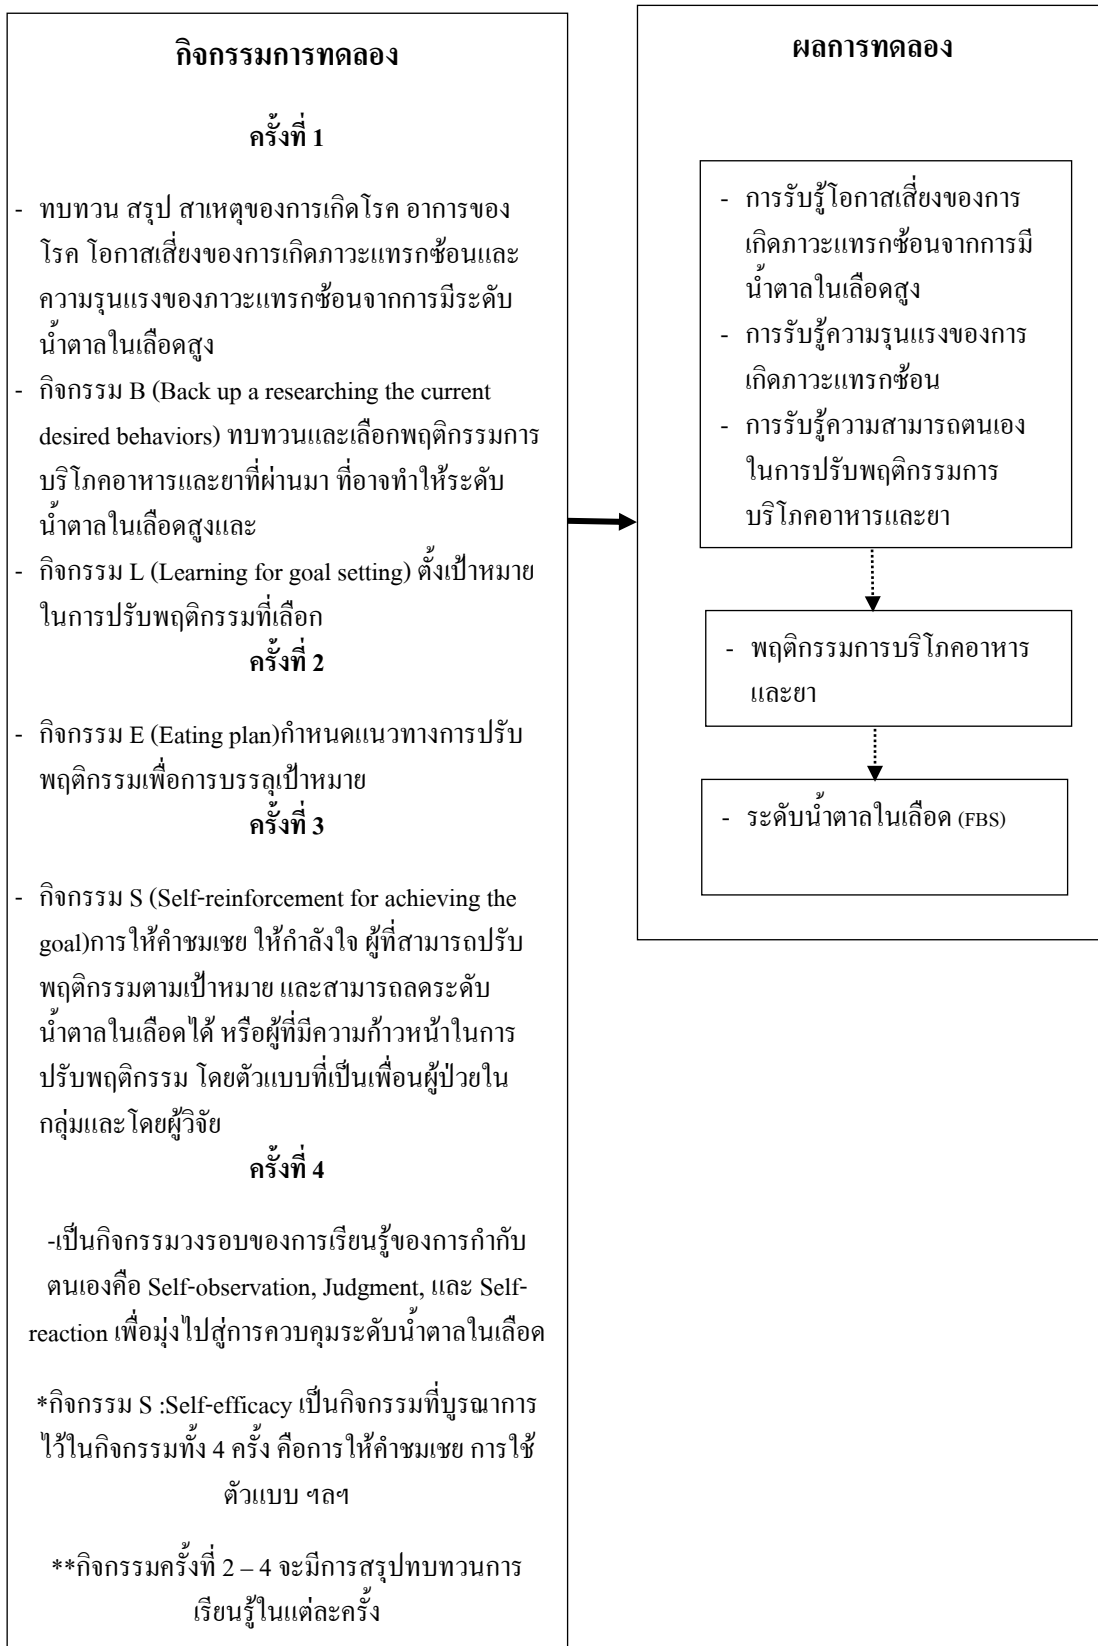 กิจกรรมการทดลอง
ครั้งที่ 1
- ทบทวน สรุป สาเหตุของการเกิดโรค อาการของ
โรค โอกาสเสี่ยงของการเกิดภาวะแทรกซ้อนและ
ความรุนแรงของภาวะแทรกซ้อนจากการมีระดับ
น้ำตาลในเลือดสูง
- กิจกรรม B (Back up a researching the current
desired behaviors) ทบทวนและเลือกพฤติกรรมการ
บริโภคอาหารและยาที่ผ่านมา ที่อาจทำให้ระดับ
น้ำตาลในเลือดสูงและ
- กิจกรรม L (Learning for goal setting) ตั้งเป้าหมาย
ในการปรับพฤติกรรมที่เลือก
ครั้งที่ 2
- กิจกรรม E (Eating plan)กำหนดแนวทางการปรับ
พฤติกรรมเพื่อการบรรลุเป้าหมาย
ครั้งที่ 3
- กิจกรรม S (Self-reinforcement for achieving the
goal)การให้คำชมเชย ให้กำลังใจ ผู้ที่สามารถปรับ
พฤติกรรมตามเป้าหมาย และสามารถลดระดับ
น้ำตาลในเลือดได้ หรือผู้ที่มีความก้าวหน้าในการ
ปรับพฤติกรรม โดยตัวแบบที่เป็นเพื่อนผู้ป่วยใน
กลุ่มและโดยผู้วิจัย
ครั้งที่ 4
-เป็นกิจกรรมวงรอบของการเรียนรู้ของการกำกับ
ตนเองคือ Self-observation, Judgment, และ Self-
reaction เพื่อมุ่งไปสู่การควบคุมระดับน้ำตาลในเลือด
*กิจกรรม S :Self-efficacy เป็นกิจกรรมที่บูรณาการ
ไว้ในกิจกรรมทั้ง 4 ครั้ง คือการให้คำชมเชย การใช้
ตัวแบบ ฯลฯ
**กิจกรรมครั้งที่ 2 – 4 จะมีการสรุปทบทวนการ
เรียนรู้ในแต่ละครั้ง
ผลการทดลอง
- การรับรู้โอกาสเสี่ยงของการ
เกิดภาวะแทรกซ้อนจากการมี
น้ำตาลในเลือดสูง
- การรับรู้ความรุนแรงของการ
เกิดภาวะแทรกซ้อน
- การรับรู้ความสามารถตนเอง
ในการปรับพฤติกรรมการ
บริโภคอาหารและยา
- พฤติกรรมการบริโภคอาหาร
และยา
- ระดับน้ำตาลในเลือด (FBS)